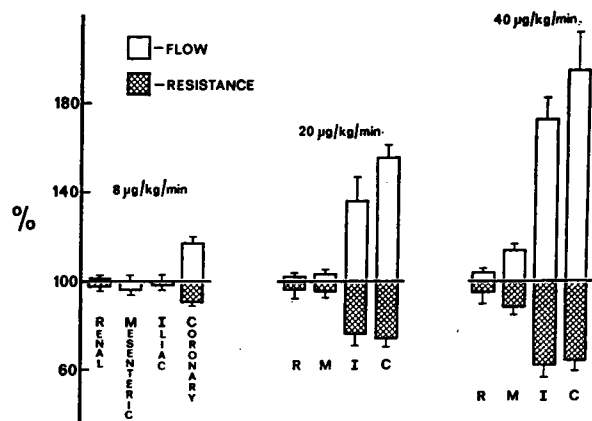 40 µg/kg/min
-FLOW
-RESISTANCE
180
20 µg/kg/min
140
8 µg/kg/min
%
100
RENAL
MESENTERIC
ILIAC
CORONARY
R M I C
R M I C
60